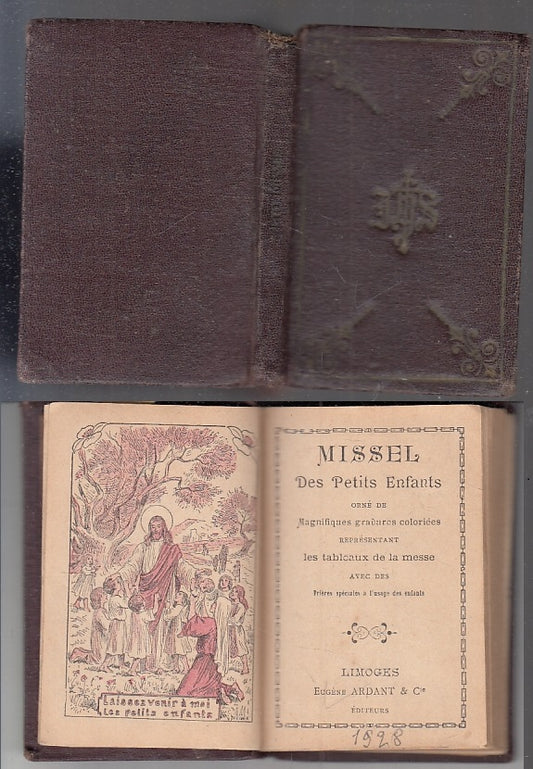 IHS
Laissez venir à moi
Les petits enfants
MISSEL
Des Petits Enfants
ORNÉ DE
Magnifiques gravures coloriées
REPRÉSENTANT
les tableaux de la messe
AVEC DES
Prières spéciales à l'usage des enfants
LIMOGES
EUGÈNE ARDANT & Cie
ÉDITEURS
1928